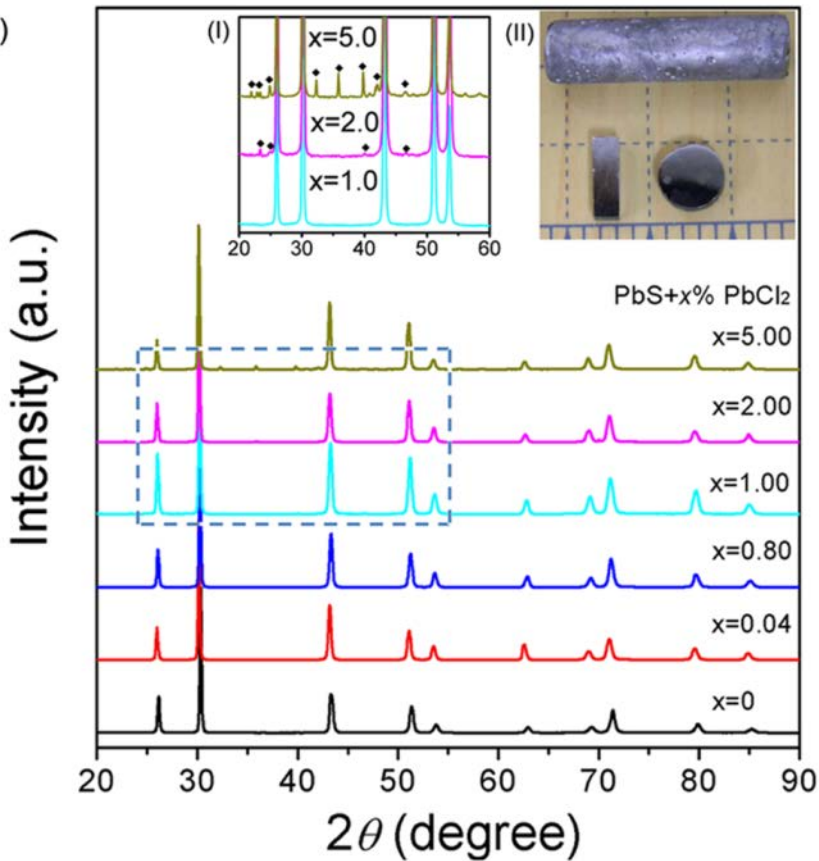 )
(I)
x=5.0
x=2.0
x=1.0
20 30 40 50 60
(II)
PbS+x% PbCl₂
x=5.00
x=2.00
x=1.00
x=0.80
x=0.04
x=0
Intensity (a.u.)
20 30 40 50 60 70 80 90
2θ (degree)